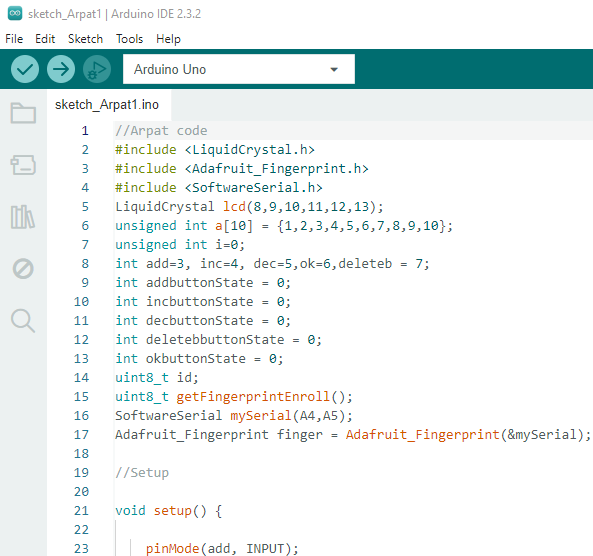 sketch_Arpat1 | Arduino IDE 2.3.2
File Edit Sketch Tools Help
Arduino Uno
sketch_Arpat1.ino
1 //Arpat code
2 #include <LiquidCrystal.h>
3 #include <Adafruit_Fingerprint.h>
4 #include <SoftwareSerial.h>
5 LiquidCrystal lcd(8,9,10,11,12,13);
6 unsigned int a[10] = {1,2,3,4,5,6,7,8,9,10};
7 unsigned int i=0;
8 int add=3, inc=4, dec=5,ok=6,deleteb = 7;
9 int addbuttonState = 0;
10 int incbuttonState = 0;
11 int decbuttonState = 0;
12 int deletebbuttonState = 0;
13 int okbuttonState = 0;
14 uint8_t id;
15 uint8_t getFingerprintEnroll();
16 SoftwareSerial mySerial(A4,A5);
17 Adafruit_Fingerprint finger = Adafruit_Fingerprint(&mySerial);
18
19 //Setup
20
21 void setup() {
22
23 pinMode(add, INPUT);